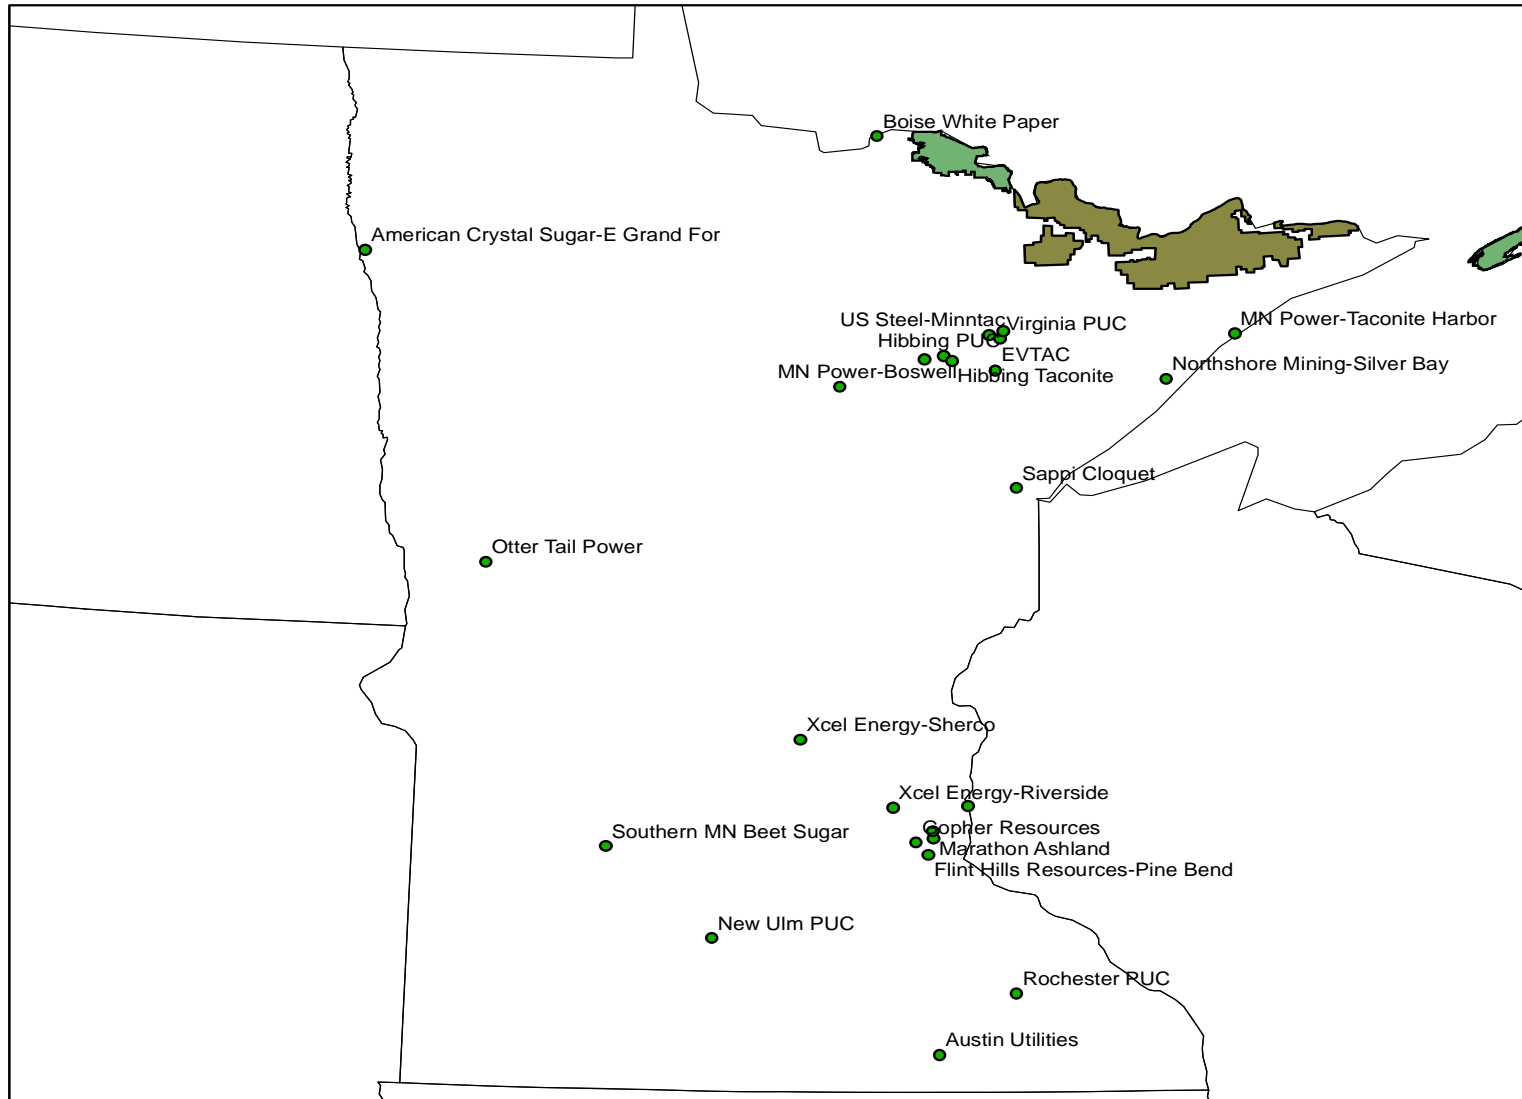 Boise White Paper
American Crystal Sugar-E Grand For
US Steel-Minntac
Virginia PUC
MN Power-Taconite Harbor
Hibbing PUC
EVTAC
Northshore Mining-Silver Bay
MN Power-Boswell
Hibbing Taconite
Sappi Cloquet
Otter Tail Power
Xcel Energy-Sherco
Xcel Energy-Riverside
Gopher Resources
Southern MN Beet Sugar
Marathon Ashland
Flint Hills Resources-Pine Bend
New Ulm PUC
Rochester PUC
Austin Utilities